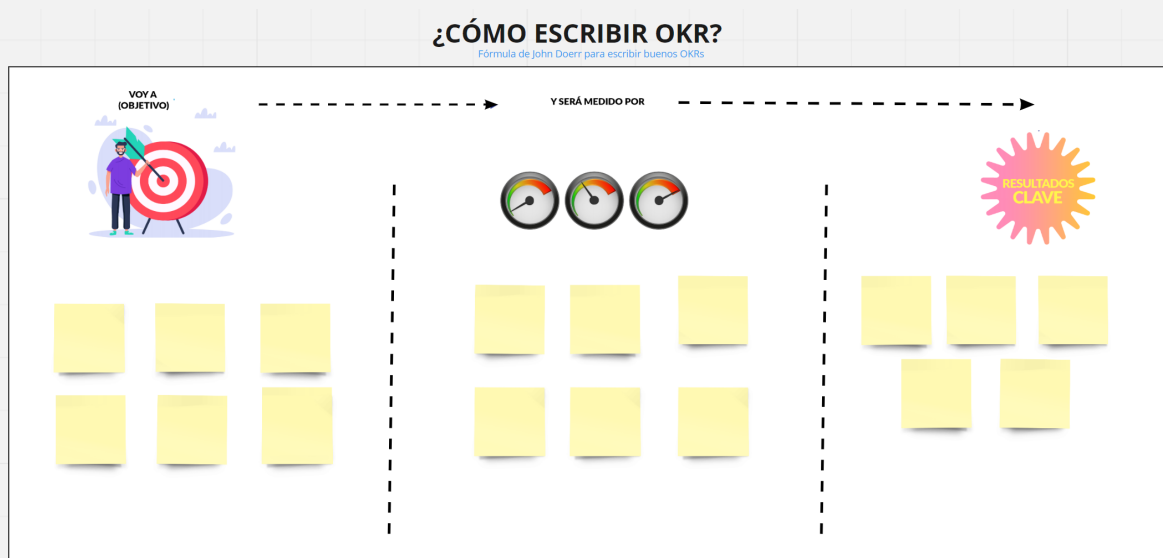 ¿CÓMO ESCRIBIR OKR?
Fórmula de John Doerr para escribir buenos OKRs
VOY A
(OBJETIVO)
Y SERÁ MEDIDO POR
RESULTADOS
CLAVE